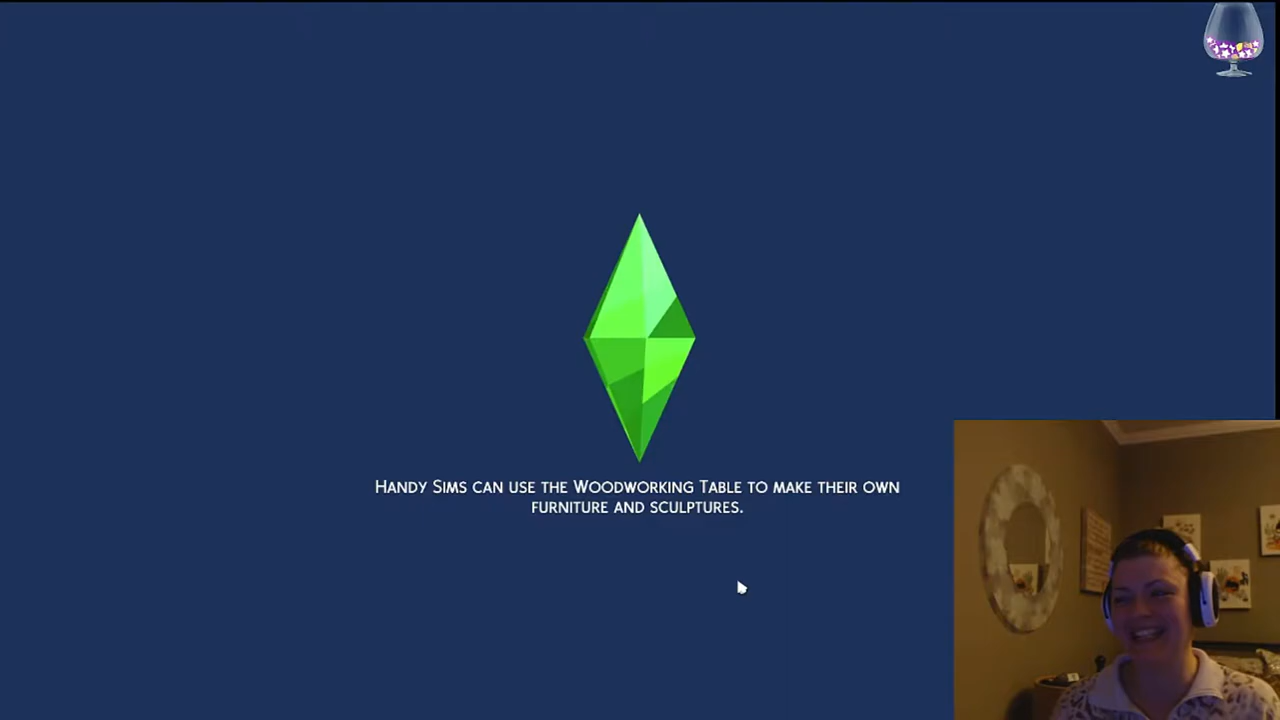 Handy Sims can use the Woodworking Table to make their own
furniture and sculptures.